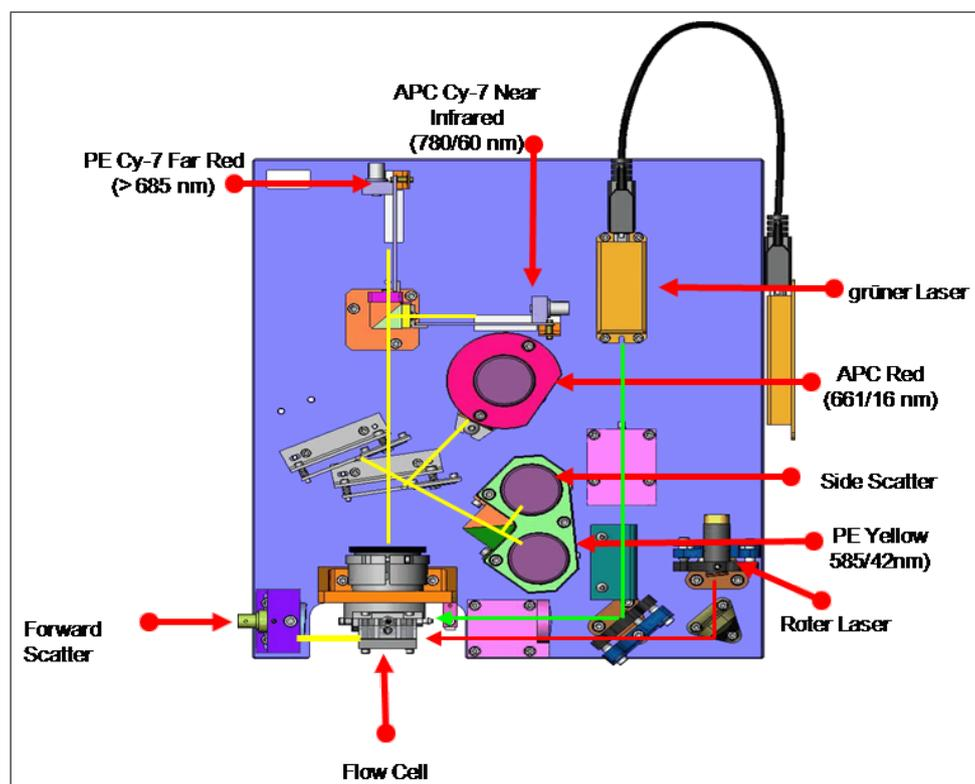 APC Cy-7 Near
Infrared
(780/60 nm)
PE Cy-7 Far Red
(> 685 nm)
grüner Laser
APC Red
(661/16 nm)
Side Scatter
PE Yellow
585/42nm)
Roter Laser
Forward
Scatter
Flow Cell